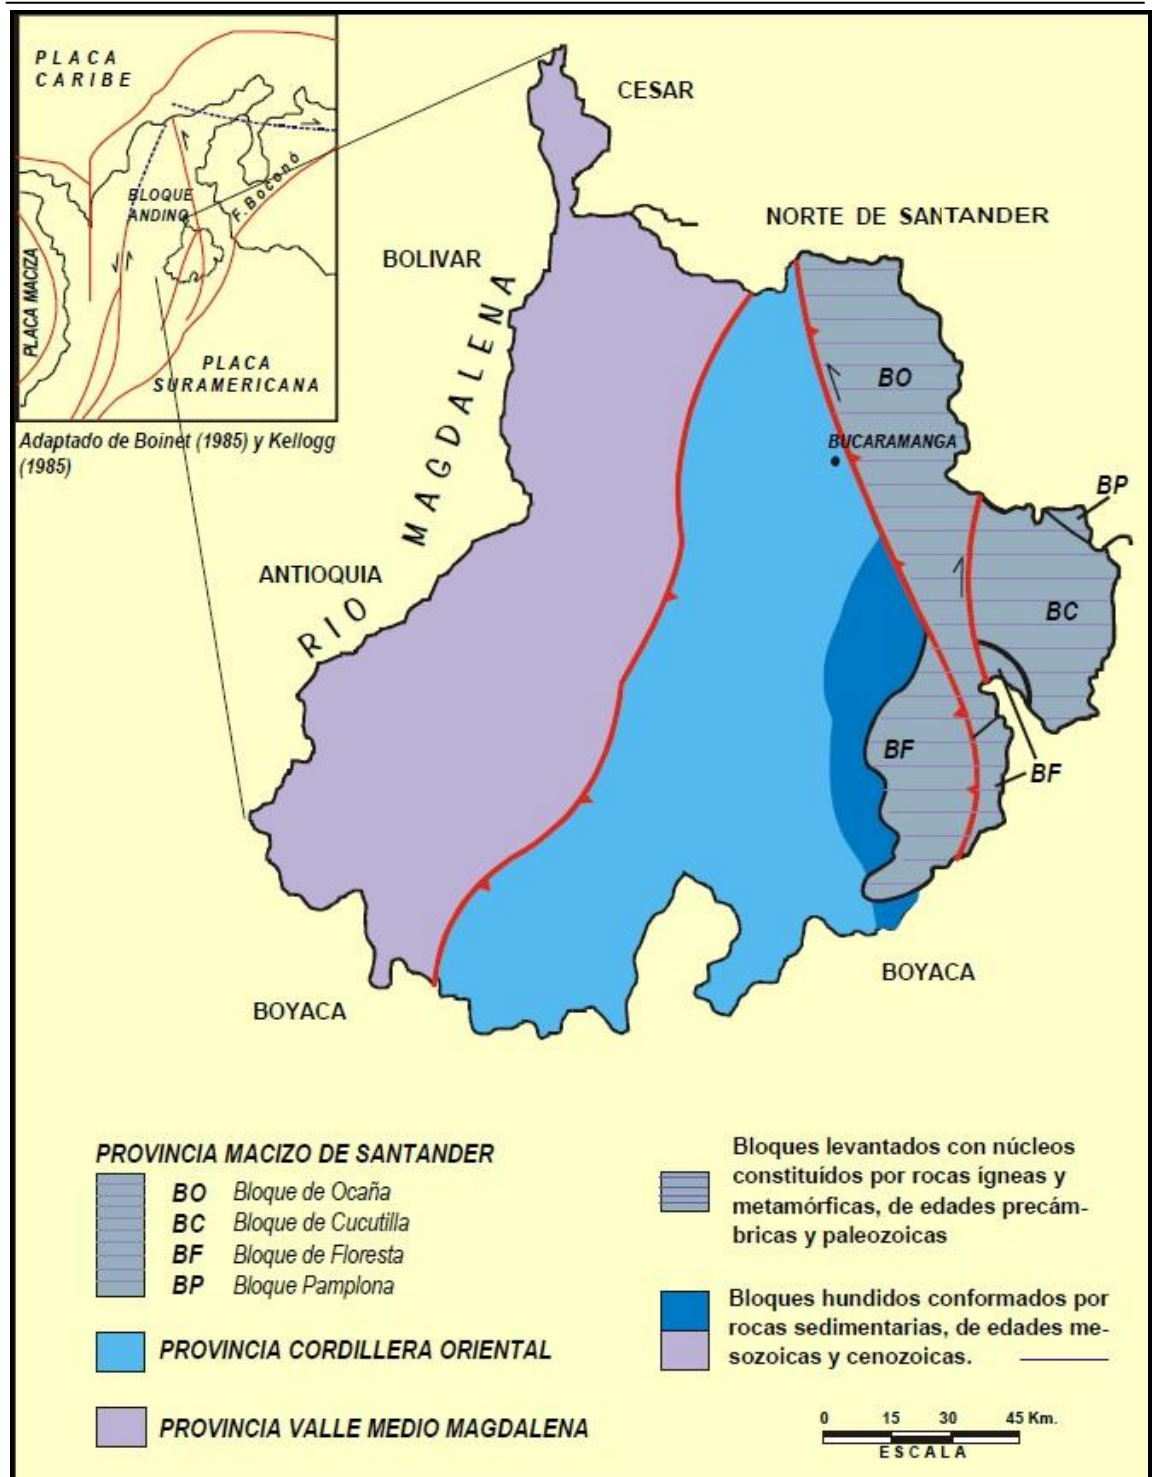 PLACA
CARIBE
BLOQUE
ANDINO
F. Boconó
PLACA MACIZA
PLACA
SURAMERICANA
Adaptado de Boinet (1985) y Kellogg
(1985)
CESAR
NORTE DE SANTANDER
BOLIVAR
RIO MAGDALENA
ANTIOQUIA
BO
BUCARAMANGA
BP
BC
BF
BF
BOYACA
BOYACA
PROVINCIA MACIZO DE SANTANDER
BO Bloque de Ocaña
BC Bloque de Cucutilla
BF Bloque de Floresta
BP Bloque Pamplona
PROVINCIA CORDILLERA ORIENTAL
PROVINCIA VALLE MEDIO MAGDALENA
Bloques levantados con núcleos
constituídos por rocas ígneas y
metamórficas, de edades precám-
bricas y paleozoicas
Bloques hundidos conformados por
rocas sedimentarias, de edades me-
sozoicas y cenozoicas.
0 15 30 45 Km.
ESCALA